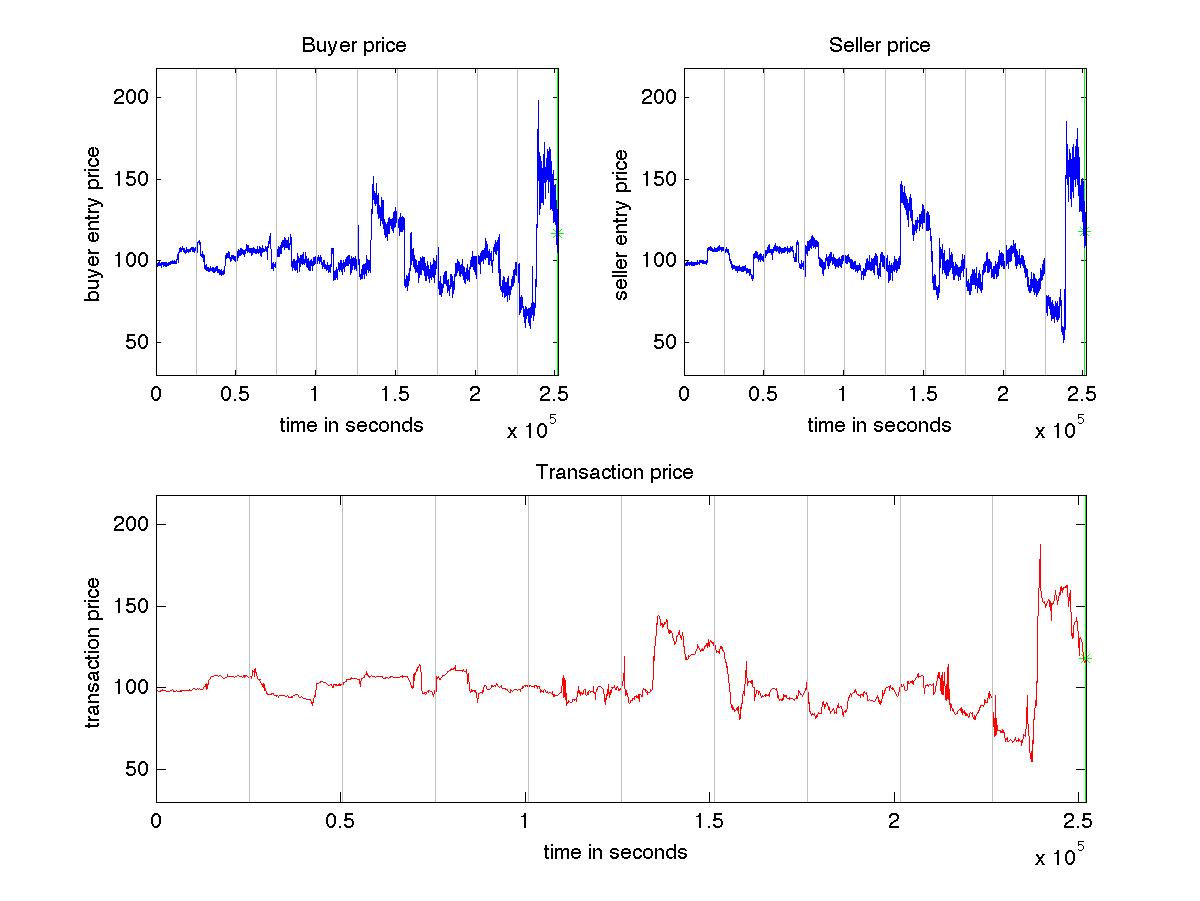 Buyer price
200
150
100
50
buyer entry price
0 0.5 1 1.5 2 2.5
time in seconds
x 10^5
Seller price
200
150
100
50
seller entry price
0 0.5 1 1.5 2 2.5
time in seconds
x 10^5
Transaction price
200
150
100
50
transaction price
0 0.5 1 1.5 2 2.5
time in seconds
x 10^5